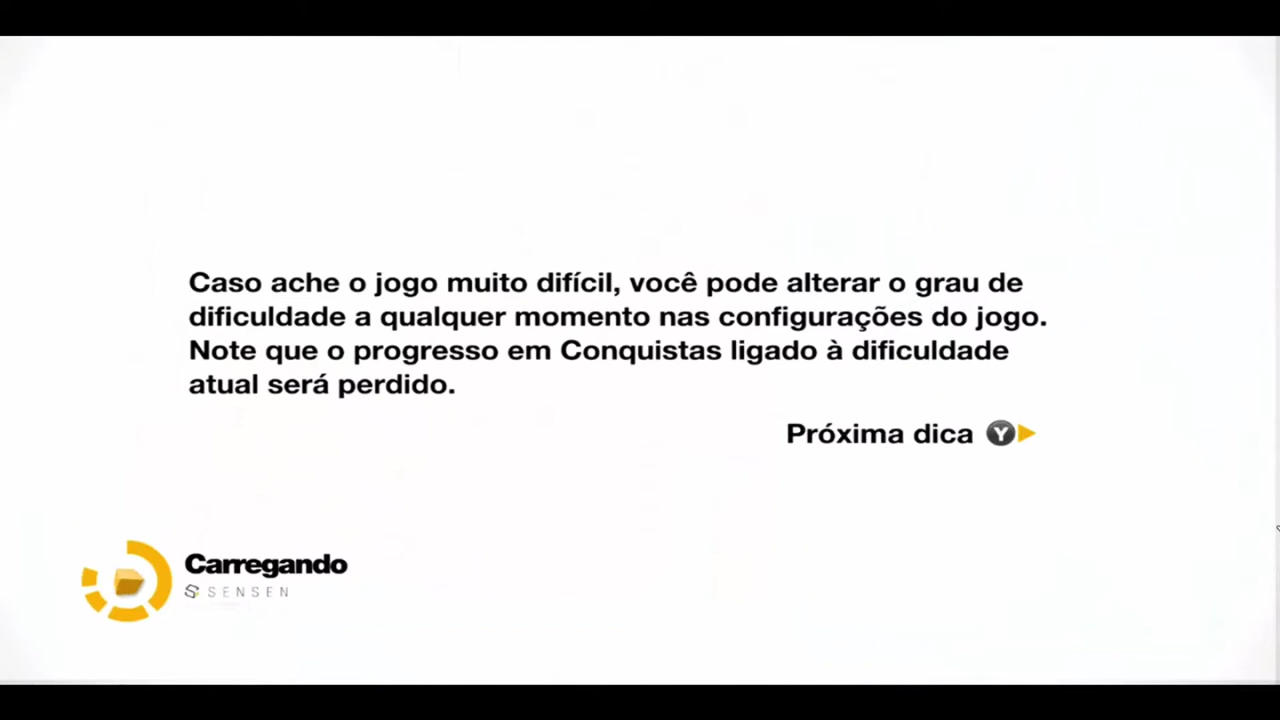 Caso ache o jogo muito difícil, você pode alterar o grau de
dificuldade a qualquer momento nas configurações do jogo.
Note que o progresso em Conquistas ligado à dificuldade
atual será perdido.
Próxima dica Y
Carregando
SENSEN